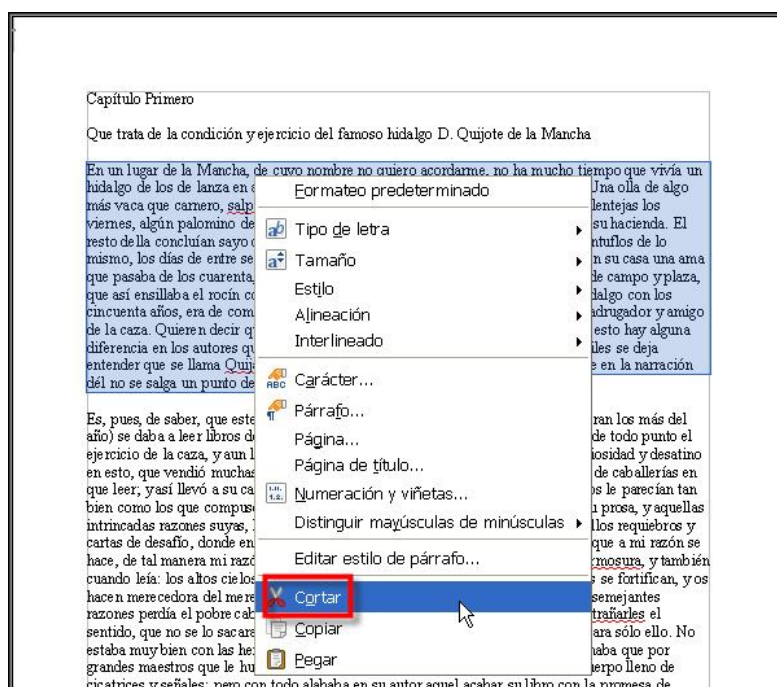 Capítulo Primero
Que trata de la condición y ejercicio del famoso hidalgo D. Quijote de la Mancha
En un lugar de la Mancha, de cuyo nombre no quiero acordarme, no ha mucho tiempo que vivía un
hidalgo de los de lanza en Una olla de algo
más vaca que carnero, salp lentejas los
viernes, algún palomino de su hacienda. El
resto della concluían sayo ntuflos de lo
mismo, los días de entre se n su casa una ama
que pasaba de los cuarenta, de campo y plaza,
que así ensillaba el rocín co dalgo con los
cincuenta años, era de com adrugador y amigo
de la caza. Quieren decir q esto hay alguna
diferencia en los autores qu les se deja
entender que se llama Quij e en la narración
dél no se salga un punto de
Es, pues, de saber, que este ran los más del
año) se daba a leer libros d de todo punto el
ejercicio de la caza, y aun l iosidad y desatino
en esto, que vendió muchas de caballerías en
que leer; y así llevó a su ca os le parecían tan
bien como los que compus prosa, y aquellas
intrincadas razones suyas, llos requiebros y
cartas de desafío, donde en que a mi razón se
hace, de tal manera mi razó rmosura, y también
cuando leía: los altos cielos s se fortifican, y os
hacen merecedora del mere semejantes
razones perdía el pobre cab trañarles el
sentido, que no se lo sacara ara sólo ello. No
estaba muy bien con las he naba que por
grandes maestros que le hu erpo lleno de
cicatrices y señales; pero con todo alababa en su autor aquel acabar su libro con la promesa de
Formateo predeterminado
Tipo de letra
Tamaño
Estilo
Alineación
Interlineado
Carácter...
Párrafo...
Página...
Página de título...
Numeración y viñetas...
Distinguir mayúsculas de minúsculas
Editar estilo de párrafo...
Cortar
Copiar
Pegar